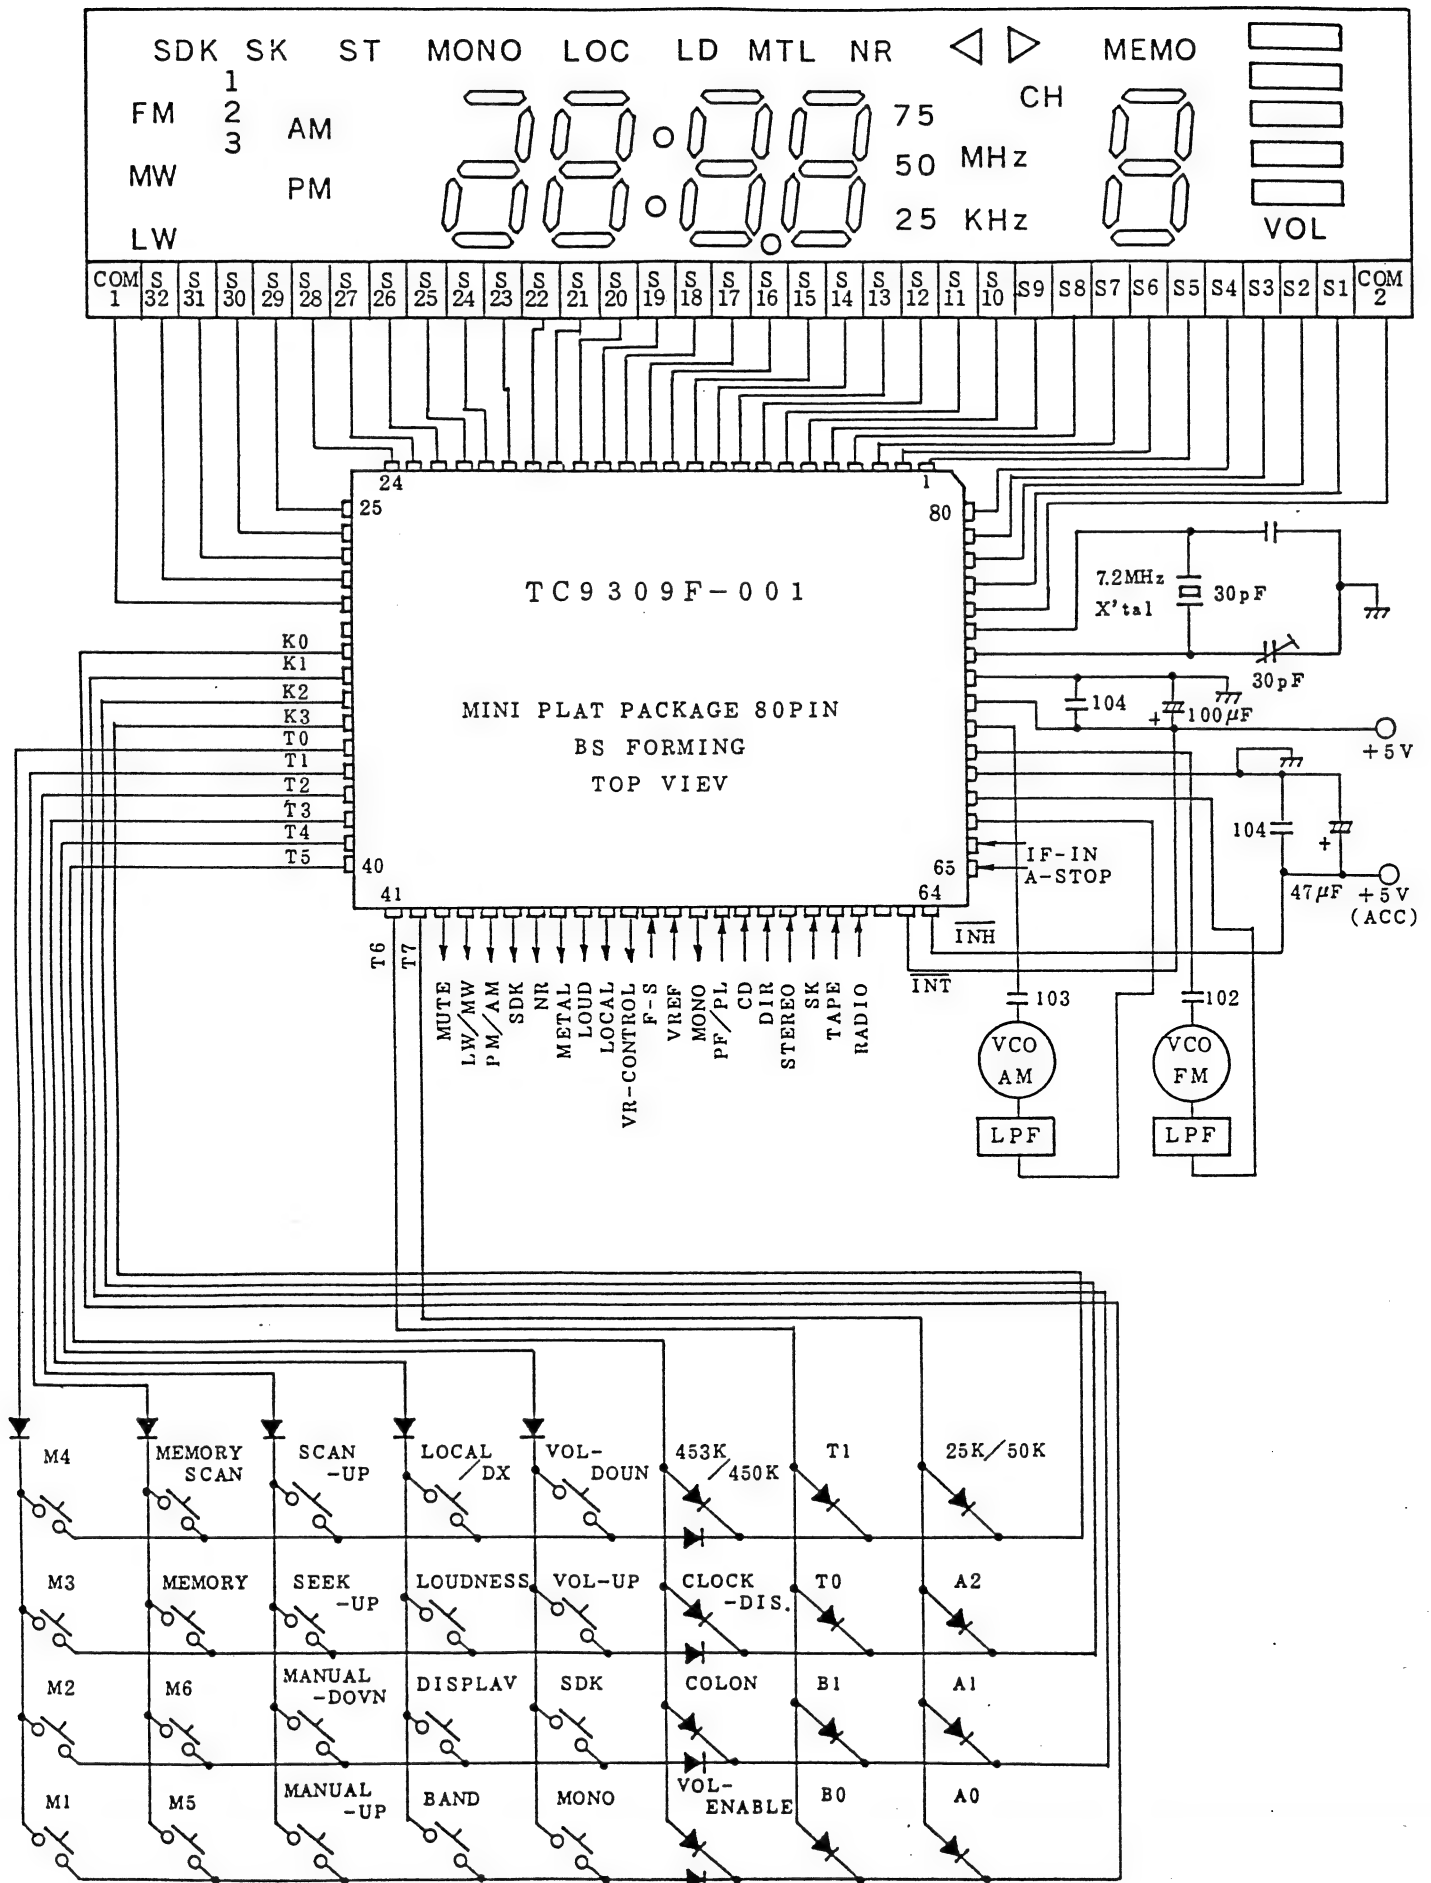 SDK SK ST MONO LOC LD MTL NR MEMO
1
2
3
FM
AM
MW
PM
LW
75
50
25
MHz
KHz
CH
VOL
COM 1 S 32 S 31 S 30 S 29 S 28 S 27 S 26 S 25 S 24 S 23 S 22 S 21 S 20 S 19 S 18 S 17 S 16 S 15 S 14 S 13 S 12 S 11 S 10 S9 S8 S7 S6 S5 S4 S3 S2 S1 COM 2
24
1
25
80
TC9309F-001
MINI PLAT PACKAGE 80PIN
BS FORMING
TOP VIEV
7.2MHz
X'tal
30pF
30pF
104
+
100µF
+5V
104
+
47µF
+5V
(ACC)
K0
K1
K2
K3
T0
T1
T2
T3
T4
T5
40
41
65
64
IF-IN
A-STOP
INH
INT
T6
T7
MUTE
LW/MW
PM/AM
SDK
NR
METAL
LOUD
LOCAL
VR-CONTROL
F-S
VREF
MONO
PF/PL
CD
DIR
STEREO
SK
TAPE
RADIO
103
102
VCO
AM
VCO
FM
LPF
LPF
M4
MEMORY
SCAN
SCAN
-UP
LOCAL
/DX
VOL-
DOUN
453K
/450K
T1
25K/50K
M3
MEMORY
SEEK
-UP
LOUDNESS
VOL-UP
CLOCK
-DIS.
T0
A2
M2
M6
MANUAL
-DOVN
DISPLAV
SDK
COLON
B1
A1
M1
M5
MANUAL
-UP
BAND
MONO
VOL-
ENABLE
B0
A0